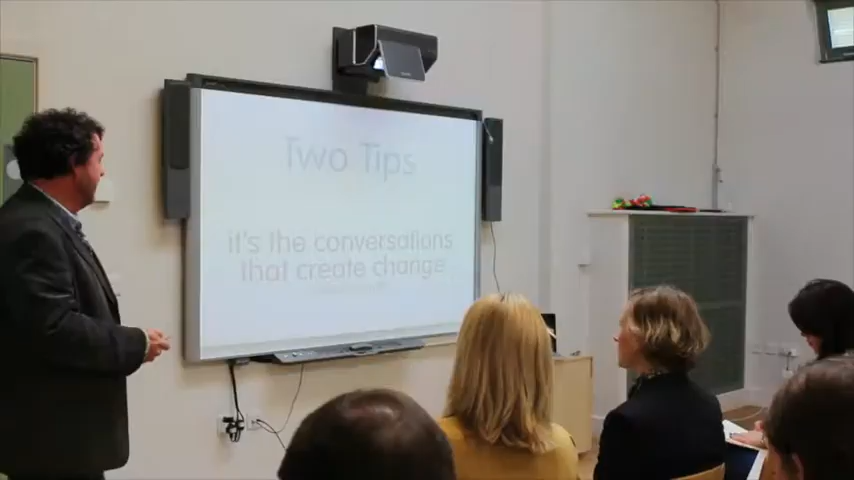 Two Tips
it's the conversations
that create change